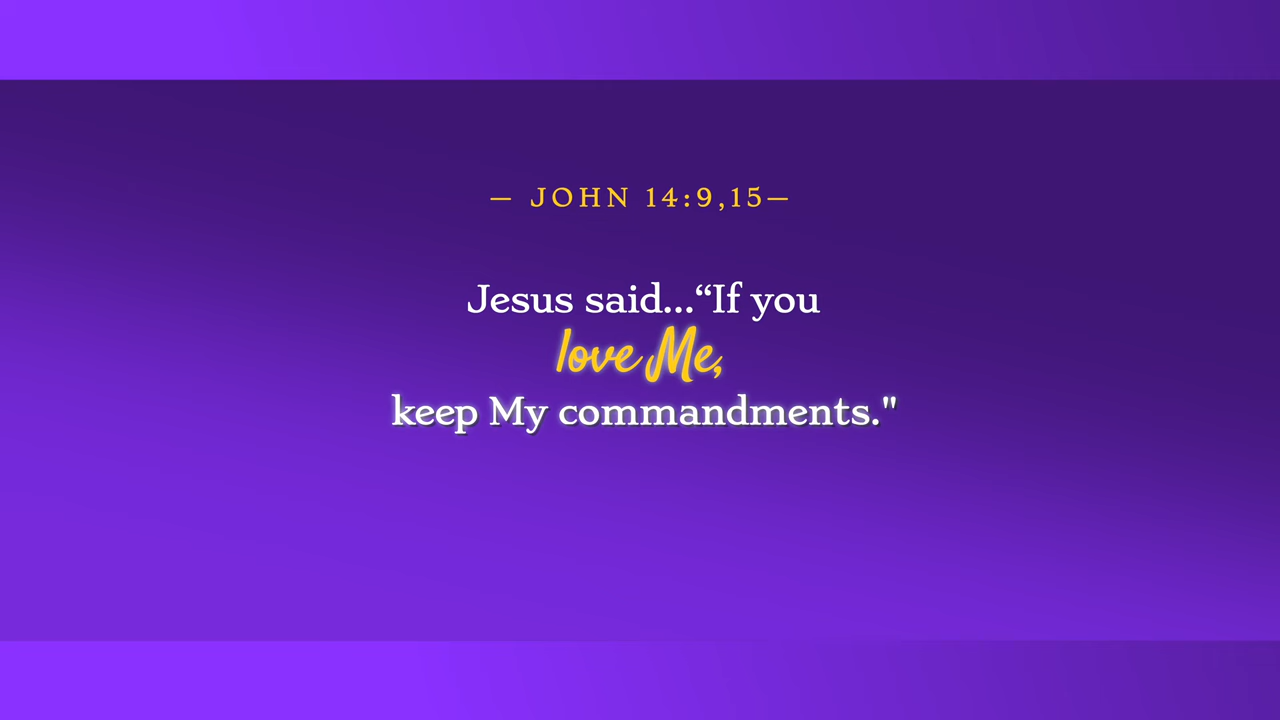 — JOHN 14:9,15—
Jesus said...“If you
love Me,
keep My commandments."